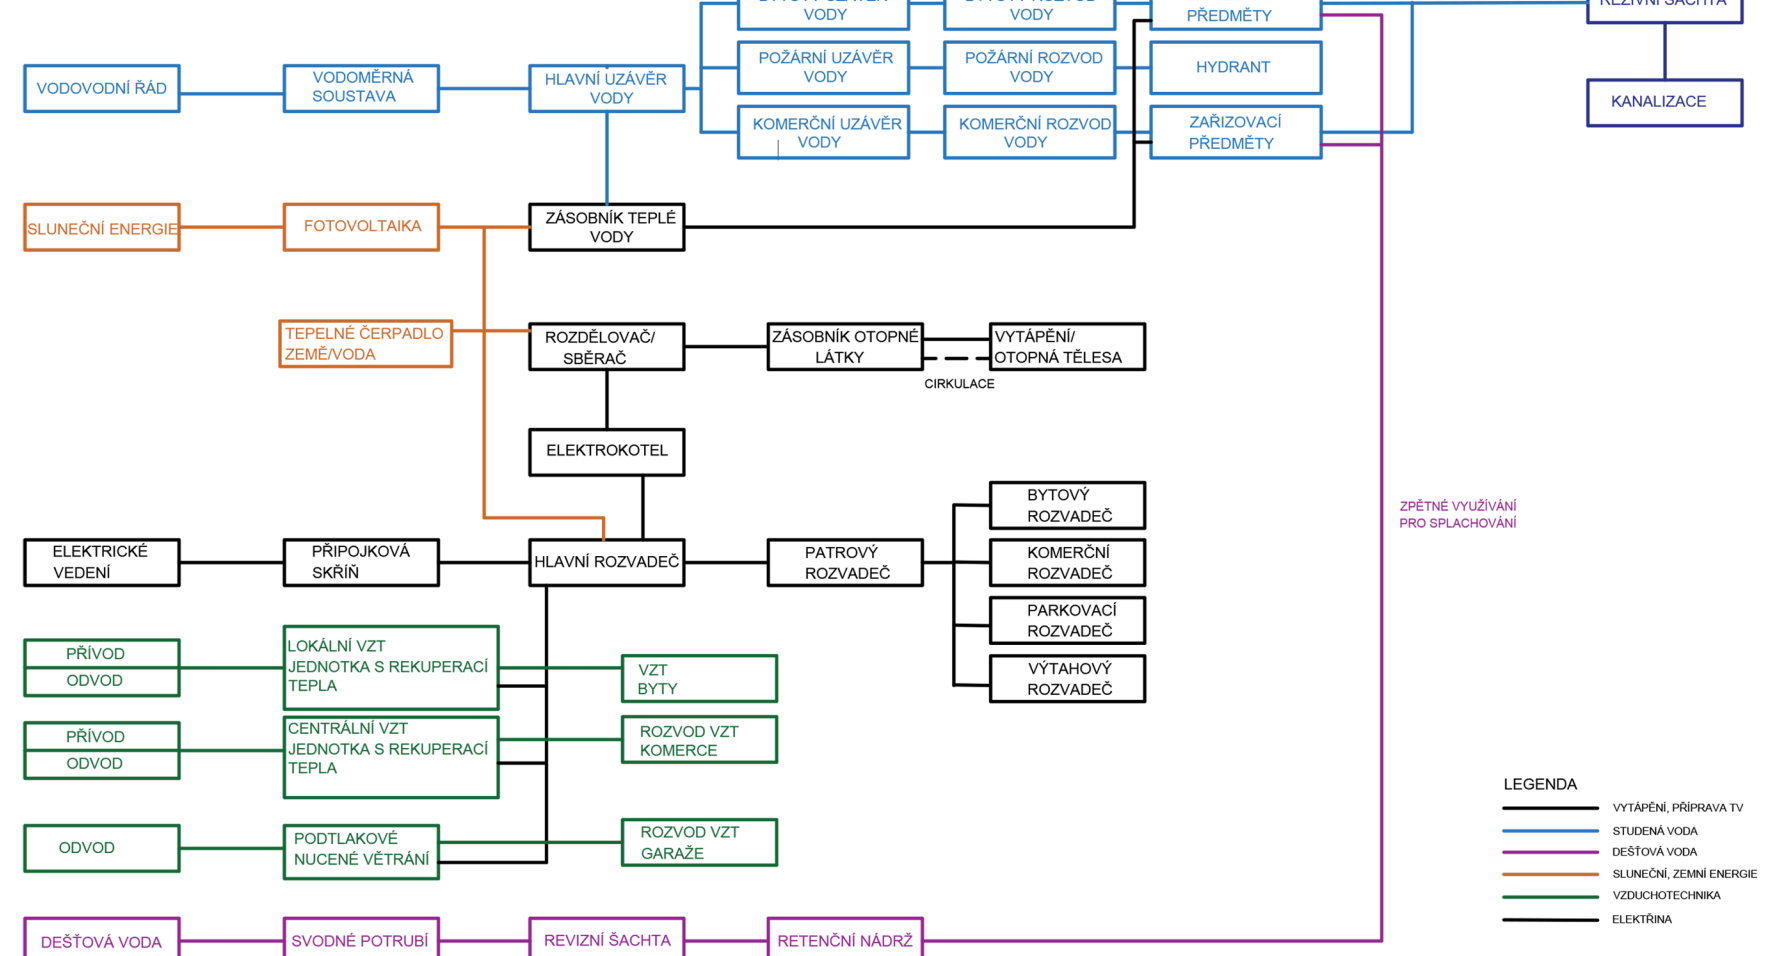 VODY
VODY
PŘEDMĚTY
VODOVODNÍ ŘÁD
VODOMĚRNÁ
SOUSTAVA
HLAVNÍ UZÁVĚR
VODY
POŽÁRNÍ UZÁVĚR
VODY
POŽÁRNÍ ROZVOD
VODY
HYDRANT
KANALIZACE
KOMERČNÍ UZÁVĚR
VODY
KOMERČNÍ ROZVOD
VODY
ZAŘIZOVACÍ
PŘEDMĚTY
SLUNEČNÍ ENERGIE
FOTOVOLTAIKA
ZÁSOBNÍK TEPLÉ
VODY
TEPELNÉ ČERPADLO
ZEMĚ/VODA
ROZDĚLOVAČ/
SBĚRAČ
ZÁSOBNÍK OTOPNÉ
LÁTKY
VYTÁPĚNÍ/
OTOPNÁ TĚLESA
CIRKULACE
ELEKTROKOTEL
BYTOVÝ
ROZVADEČ
ZPĚTNÉ VYUŽÍVÁNÍ
PRO SPLACHOVÁNÍ
ELEKTRICKÉ
VEDENÍ
PŘIPOJKOVÁ
SKŘÍŇ
HLAVNÍ ROZVADEČ
PATROVÝ
ROZVADEČ
KOMERČNÍ
ROZVADEČ
PARKOVACÍ
ROZVADEČ
VÝTAHOVÝ
ROZVADEČ
PŘÍVOD
ODVOD
LOKÁLNÍ VZT
JEDNOTKA S REKUPERACÍ
TEPLA
VZT
BYTY
PŘÍVOD
ODVOD
CENTRÁLNÍ VZT
JEDNOTKA S REKUPERACÍ
TEPLA
ROZVOD VZT
KOMERCE
ODVOD
PODTLAKOVÉ
NUCENÉ VĚTRÁNÍ
ROZVOD VZT
GARAŽE
LEGENDA
VYTÁPĚNÍ, PŘÍPRAVA TV
STUDENÁ VODA
DEŠŤOVÁ VODA
SLUNEČNÍ, ZEMNÍ ENERGIE
VZDUCHOTECHNIKA
ELEKTŘINA
DEŠŤOVÁ VODA
SVODNÉ POTRUBÍ
REVIZNÍ ŠACHTA
RETENČNÍ NÁDRŽ